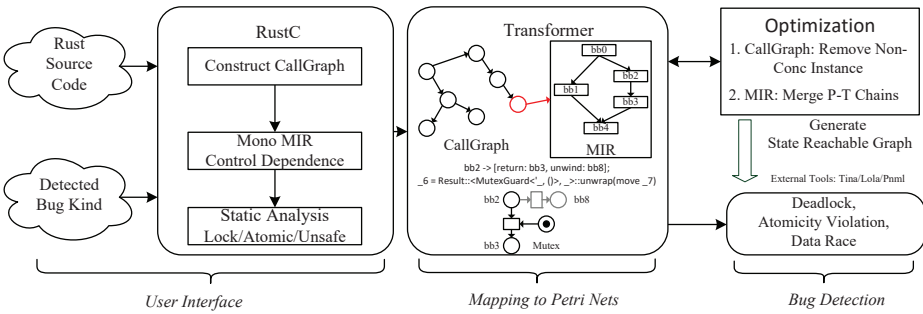 Rust
Source
Code
Detected
Bug Kind
RustC
Construct CallGraph
Mono MIR
Control Dependence
Static Analysis
Lock/Atomic/Unsafe
User Interface
Transformer
CallGraph
bb0
bb1
bb2
bb3
bb4
MIR
bb2 -> [return: bb3, unwind: bb8];
_6 = Result::<MutexGuard<'_, ()>, _>::unwrap(move _7)
bb2
bb8
bb3
Mutex
Mapping to Petri Nets
Optimization
1. CallGraph: Remove Non-
Conc Instance
2. MIR: Merge P-T Chains
Generate
State Reachable Graph
External Tools: Tina/Lola/Pnml
Deadlock,
Atomicity Violation,
Data Race
Bug Detection